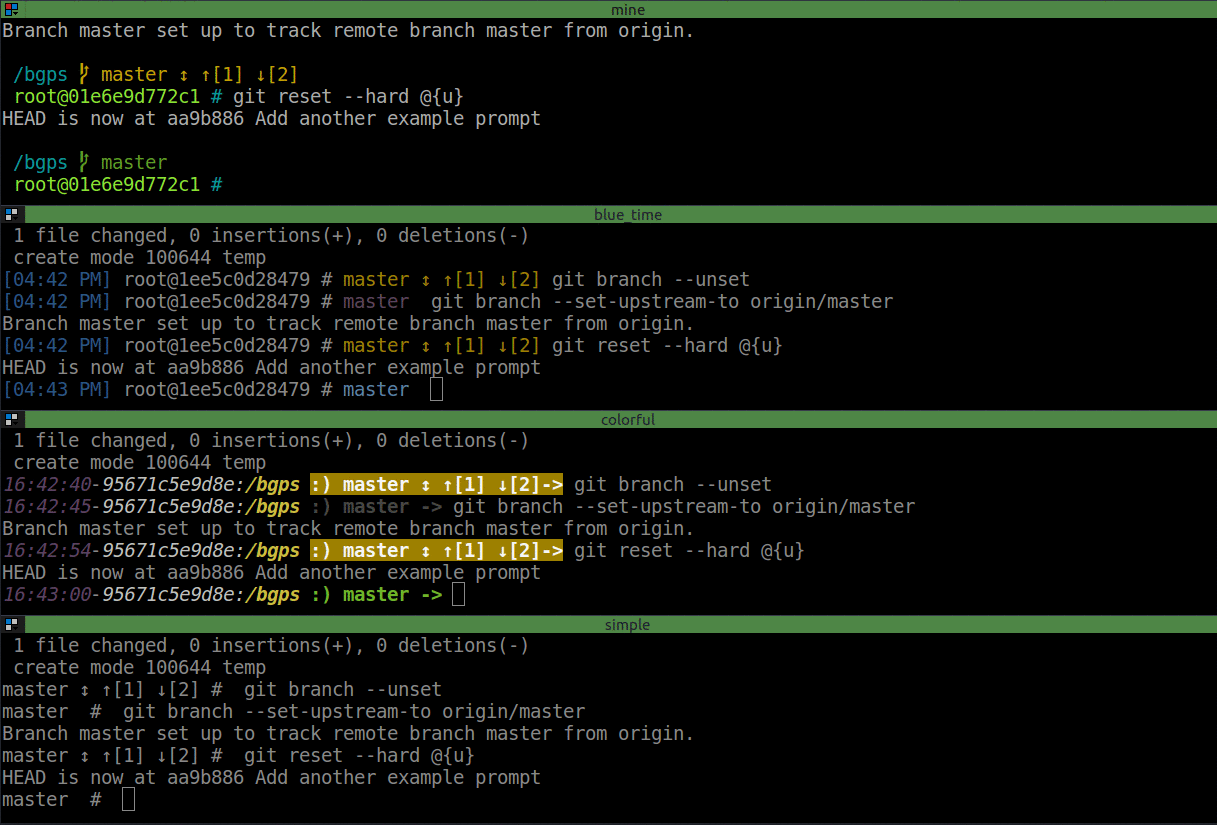 mine
Branch master set up to track remote branch master from origin.
/bgps master ↕ ↑[1] ↓[2]
root@01e6e9d772c1 # git reset --hard @{u}
HEAD is now at aa9b886 Add another example prompt
/bgps master
root@01e6e9d772c1 #
blue_time
1 file changed, 0 insertions(+), 0 deletions(-)
create mode 100644 temp
[04:42 PM] root@1ee5c0d28479 # master ↕ ↑[1] ↓[2] git branch --unset
[04:42 PM] root@1ee5c0d28479 # master  git branch --set-upstream-to origin/master
Branch master set up to track remote branch master from origin.
[04:42 PM] root@1ee5c0d28479 # master ↕ ↑[1] ↓[2] git reset --hard @{u}
HEAD is now at aa9b886 Add another example prompt
[04:43 PM] root@1ee5c0d28479 # master
colorful
1 file changed, 0 insertions(+), 0 deletions(-)
create mode 100644 temp
16:42:40-95671c5e9d8e:/bgps :) master ↕ ↑[1] ↓[2]-> git branch --unset
16:42:45-95671c5e9d8e:/bgps :) master -> git branch --set-upstream-to origin/master
Branch master set up to track remote branch master from origin.
16:42:54-95671c5e9d8e:/bgps :) master ↕ ↑[1] ↓[2]-> git reset --hard @{u}
HEAD is now at aa9b886 Add another example prompt
16:43:00-95671c5e9d8e:/bgps :) master ->
simple
1 file changed, 0 insertions(+), 0 deletions(-)
create mode 100644 temp
master ↕ ↑[1] ↓[2] #  git branch --unset
master  #  git branch --set-upstream-to origin/master
Branch master set up to track remote branch master from origin.
master ↕ ↑[1] ↓[2] #  git reset --hard @{u}
HEAD is now at aa9b886 Add another example prompt
master  #